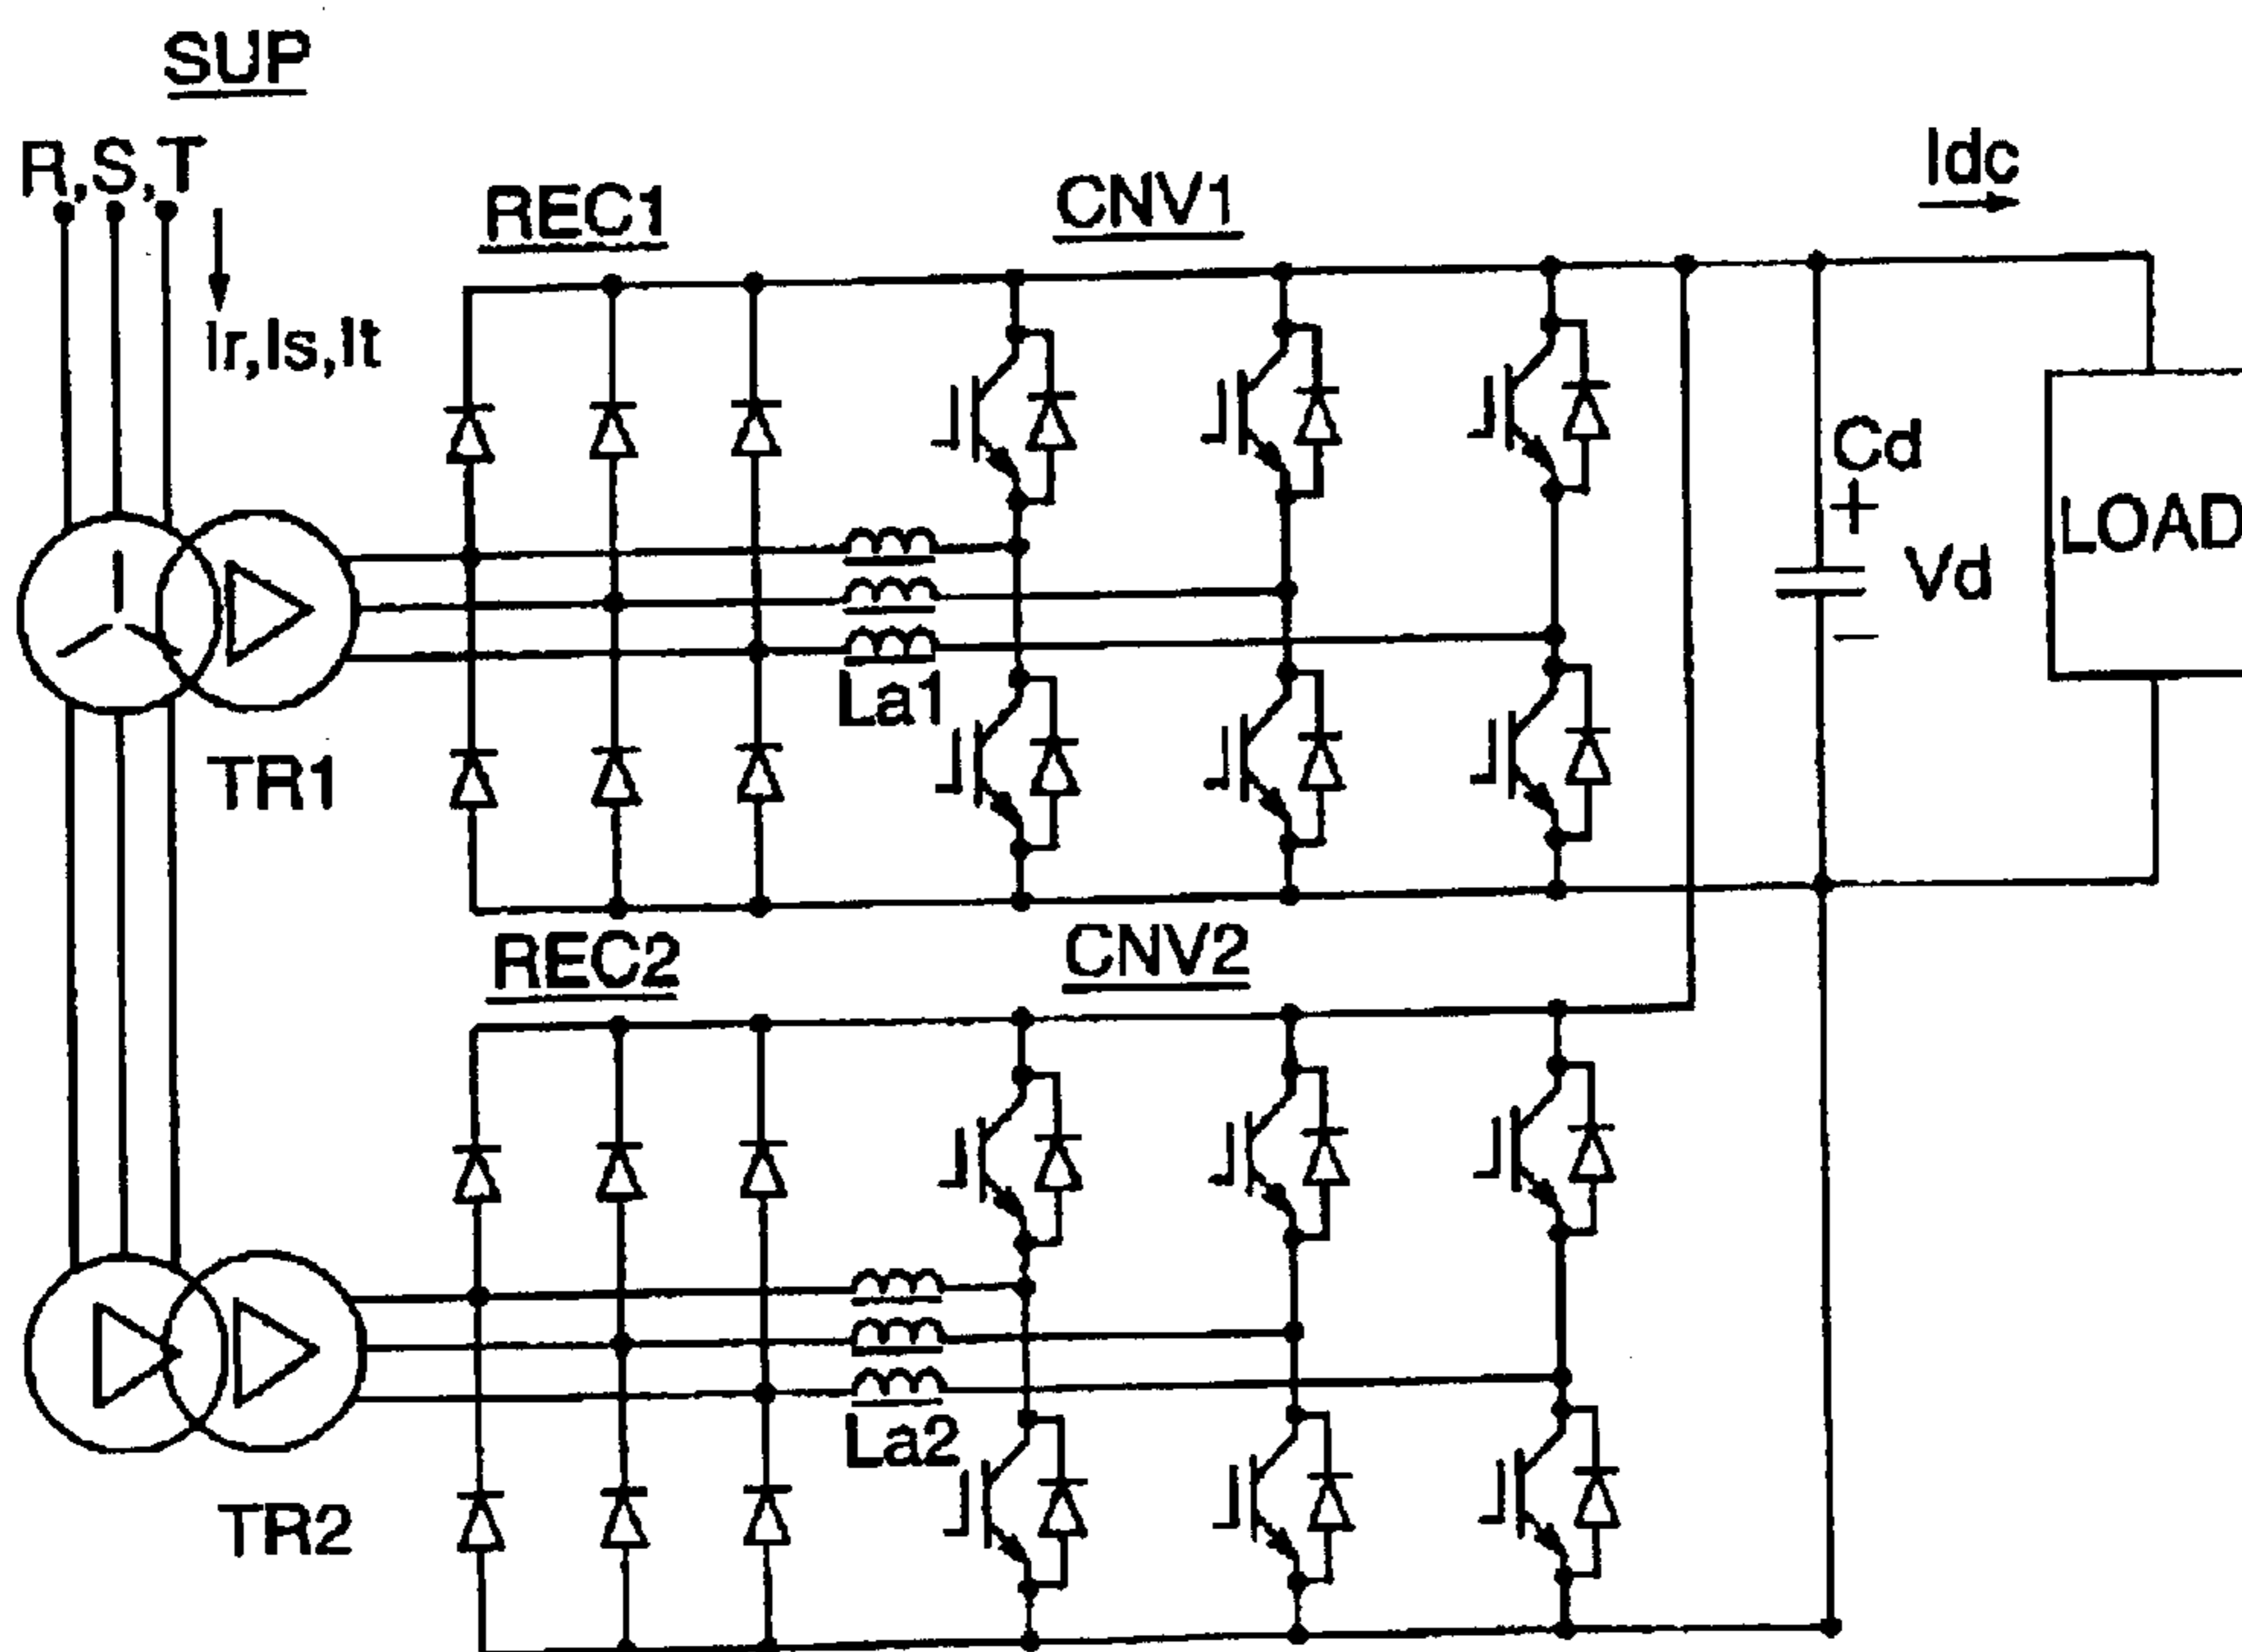 SUP
R,S,T
Ir,Is,It
REC1
CNV1
Idc
Cd
+
Vd
−
LOAD
La1
TR1
REC2
CNV2
La2
TR2